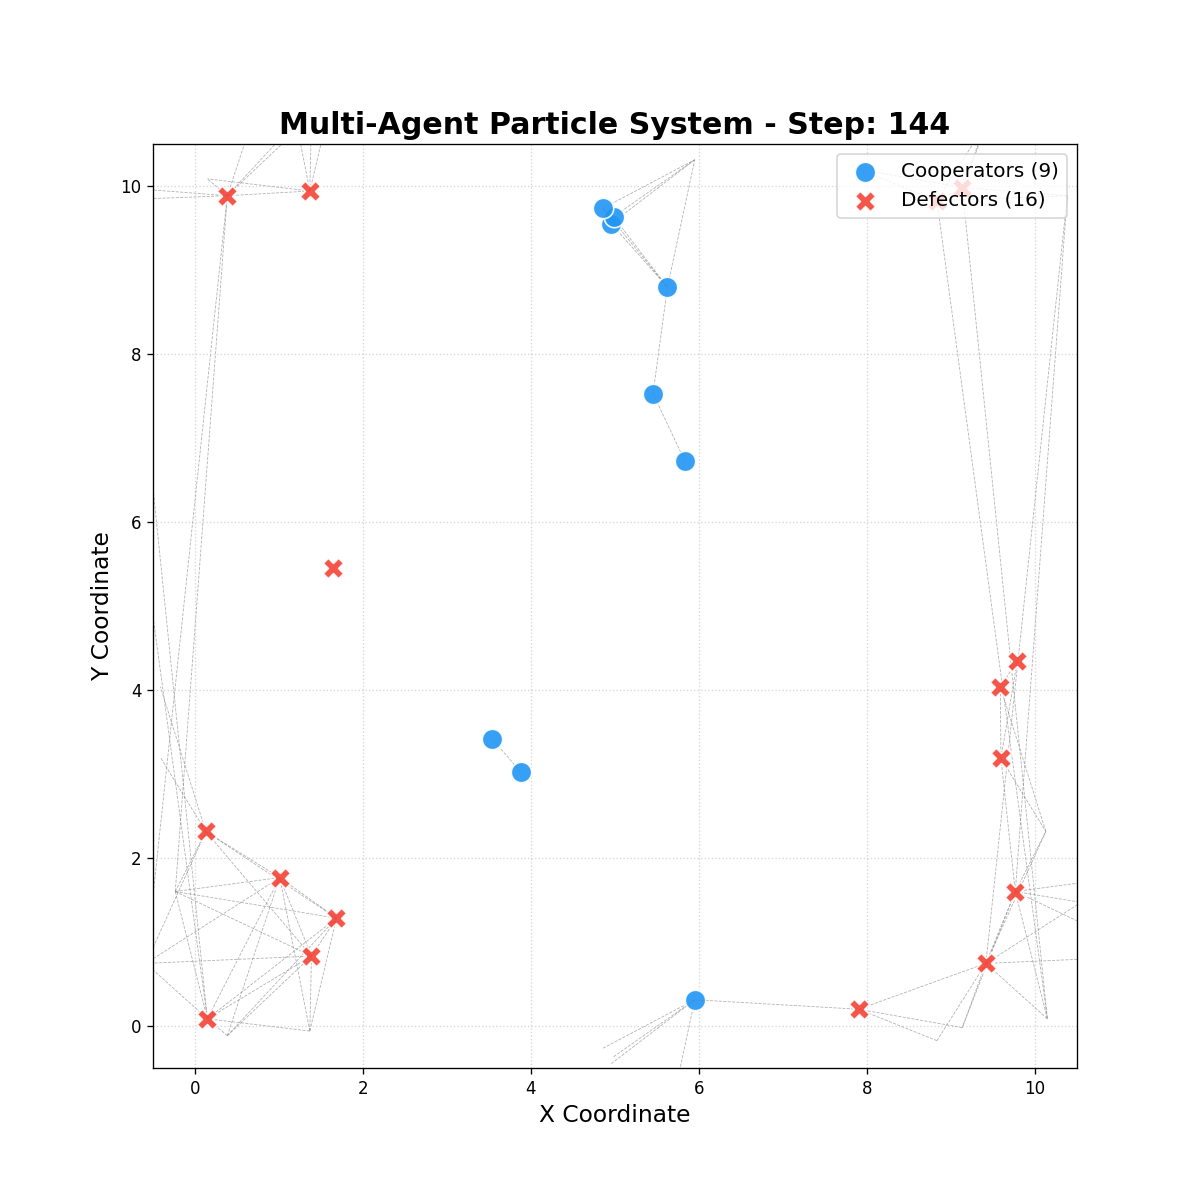 Multi-Agent Particle System - Step: 144
Cooperators (9)
Defectors (16)
10
8
6
4
2
0
Y Coordinate
0
2
4
6
8
10
X Coordinate